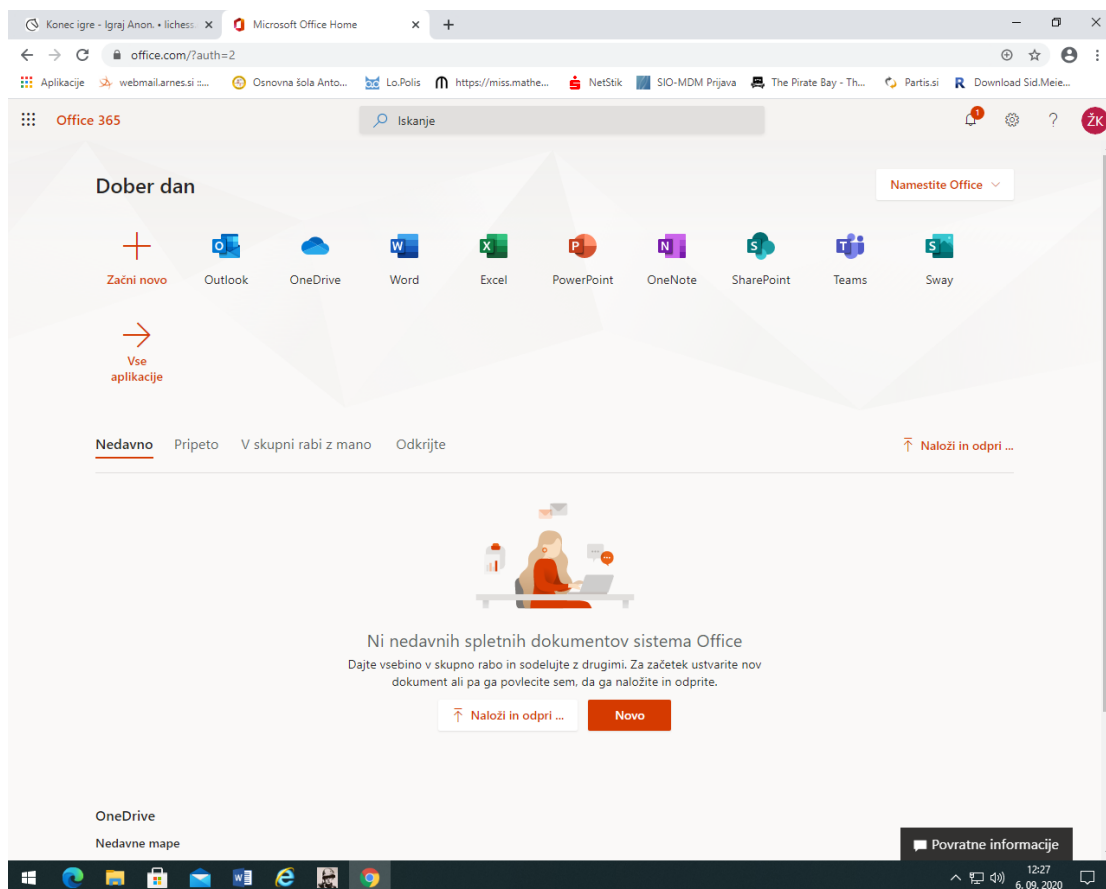 Konec igre - Igraj Anon. • lichess
Microsoft Office Home
office.com/?auth=2
Aplikacije
webmail.arnes.si ::...
Osnovna šola Anto...
Lo.Polis
https://miss.mathe...
NetStik
SIO-MDM Prijava
The Pirate Bay - Th...
Partis.si
R Download Sid.Meie...
Office 365
Iskanje
1
?
ŽK
Dober dan
Namestite Office
Začni novo
Outlook
OneDrive
Word
Excel
PowerPoint
OneNote
SharePoint
Teams
Sway
Vse
aplikacije
Nedavno
Pripeto
V skupni rabi z mano
Odkrijte
Naloži in odpri ...
Ni nedavnih spletnih dokumentov sistema Office
Dajte vsebino v skupno rabo in sodelujte z drugimi. Za začetek ustvarite nov
dokument ali pa ga povlecite sem, da ga naložite in odprite.
Naloži in odpri ...
Novo
OneDrive
Nedavne mape
Povratne informacije
12:27
6. 09. 2020